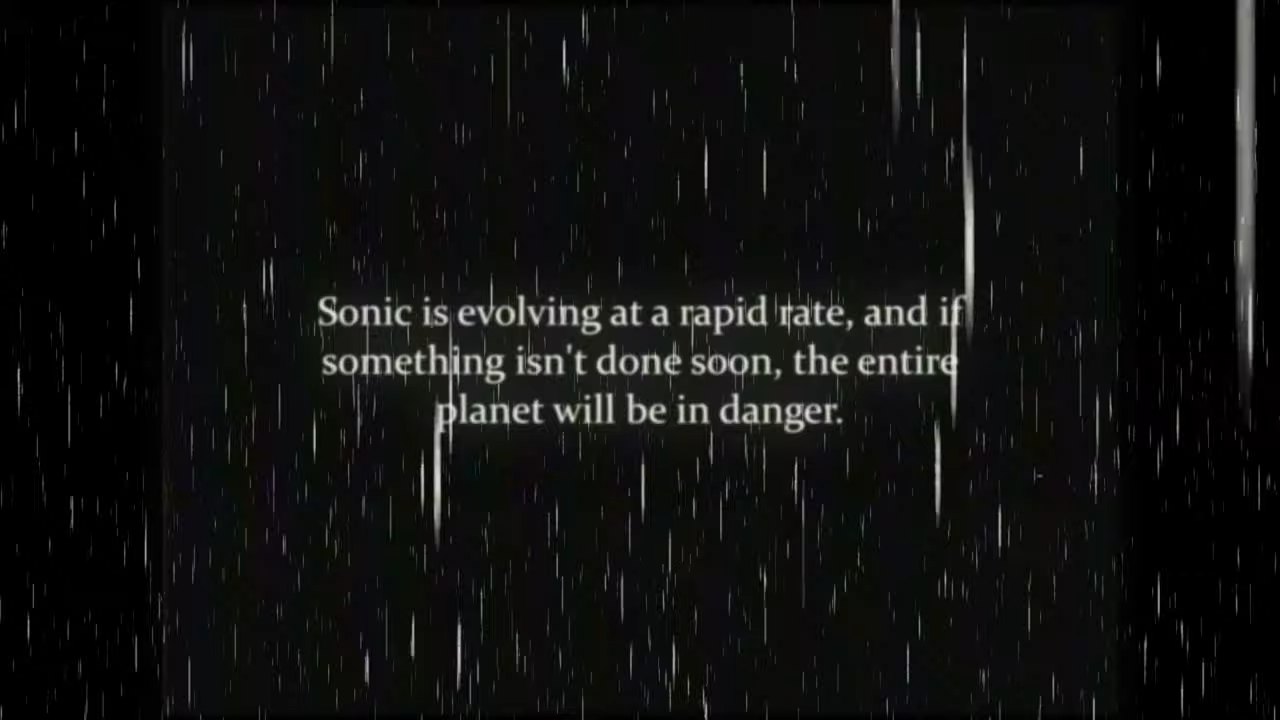 Sonic is evolving at a rapid rate, and if
something isn't done soon, the entire
planet will be in danger.